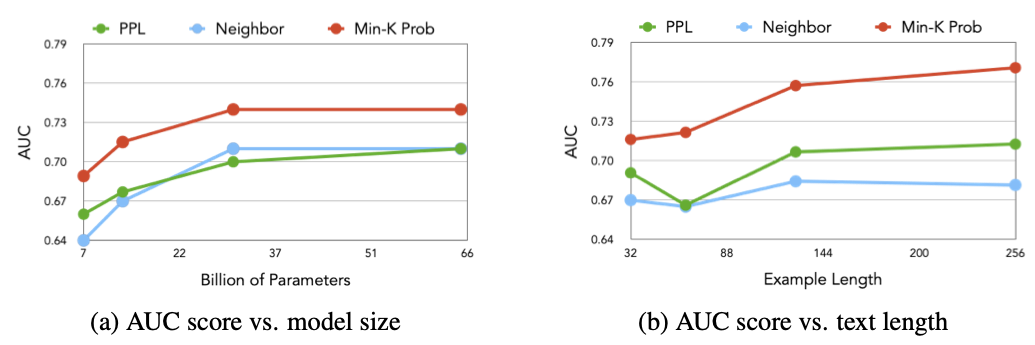 PPL Neighbor Min-K Prob
0.79
0.76
0.73
0.70
0.67
0.64
AUC
7 22 37 51 66
Billion of Parameters
(a) AUC score vs. model size
PPL Neighbor Min-K Prob
0.79
0.76
0.73
0.70
0.67
0.64
AUC
32 88 144 200 256
Example Length
(b) AUC score vs. text length